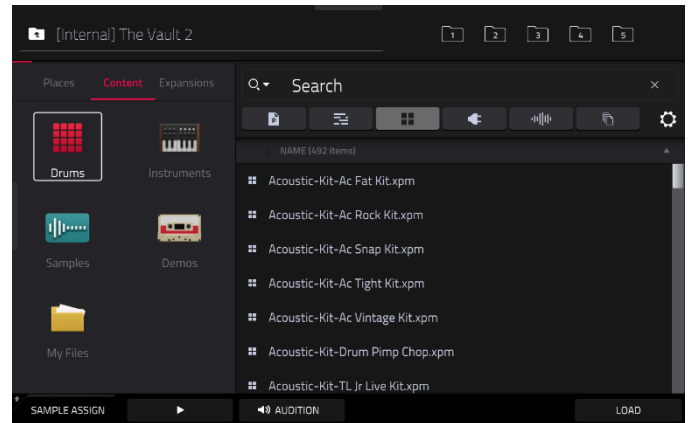 [Internal] The Vault 2
1 2 3 4 5
Places Content Expansions
Search
NAME (492 items)
Drums
Instruments
Samples
Demos
My Files
Acoustic-Kit-Ac Fat Kit.xpm
Acoustic-Kit-Ac Rock Kit.xpm
Acoustic-Kit-Ac Snap Kit.xpm
Acoustic-Kit-Ac Tight Kit.xpm
Acoustic-Kit-Ac Vintage Kit.xpm
Acoustic-Kit-Drum Pimp Chop.xpm
Acoustic-Kit-TL Jr Live Kit.xpm
SAMPLE ASSIGN
AUDITION
LOAD